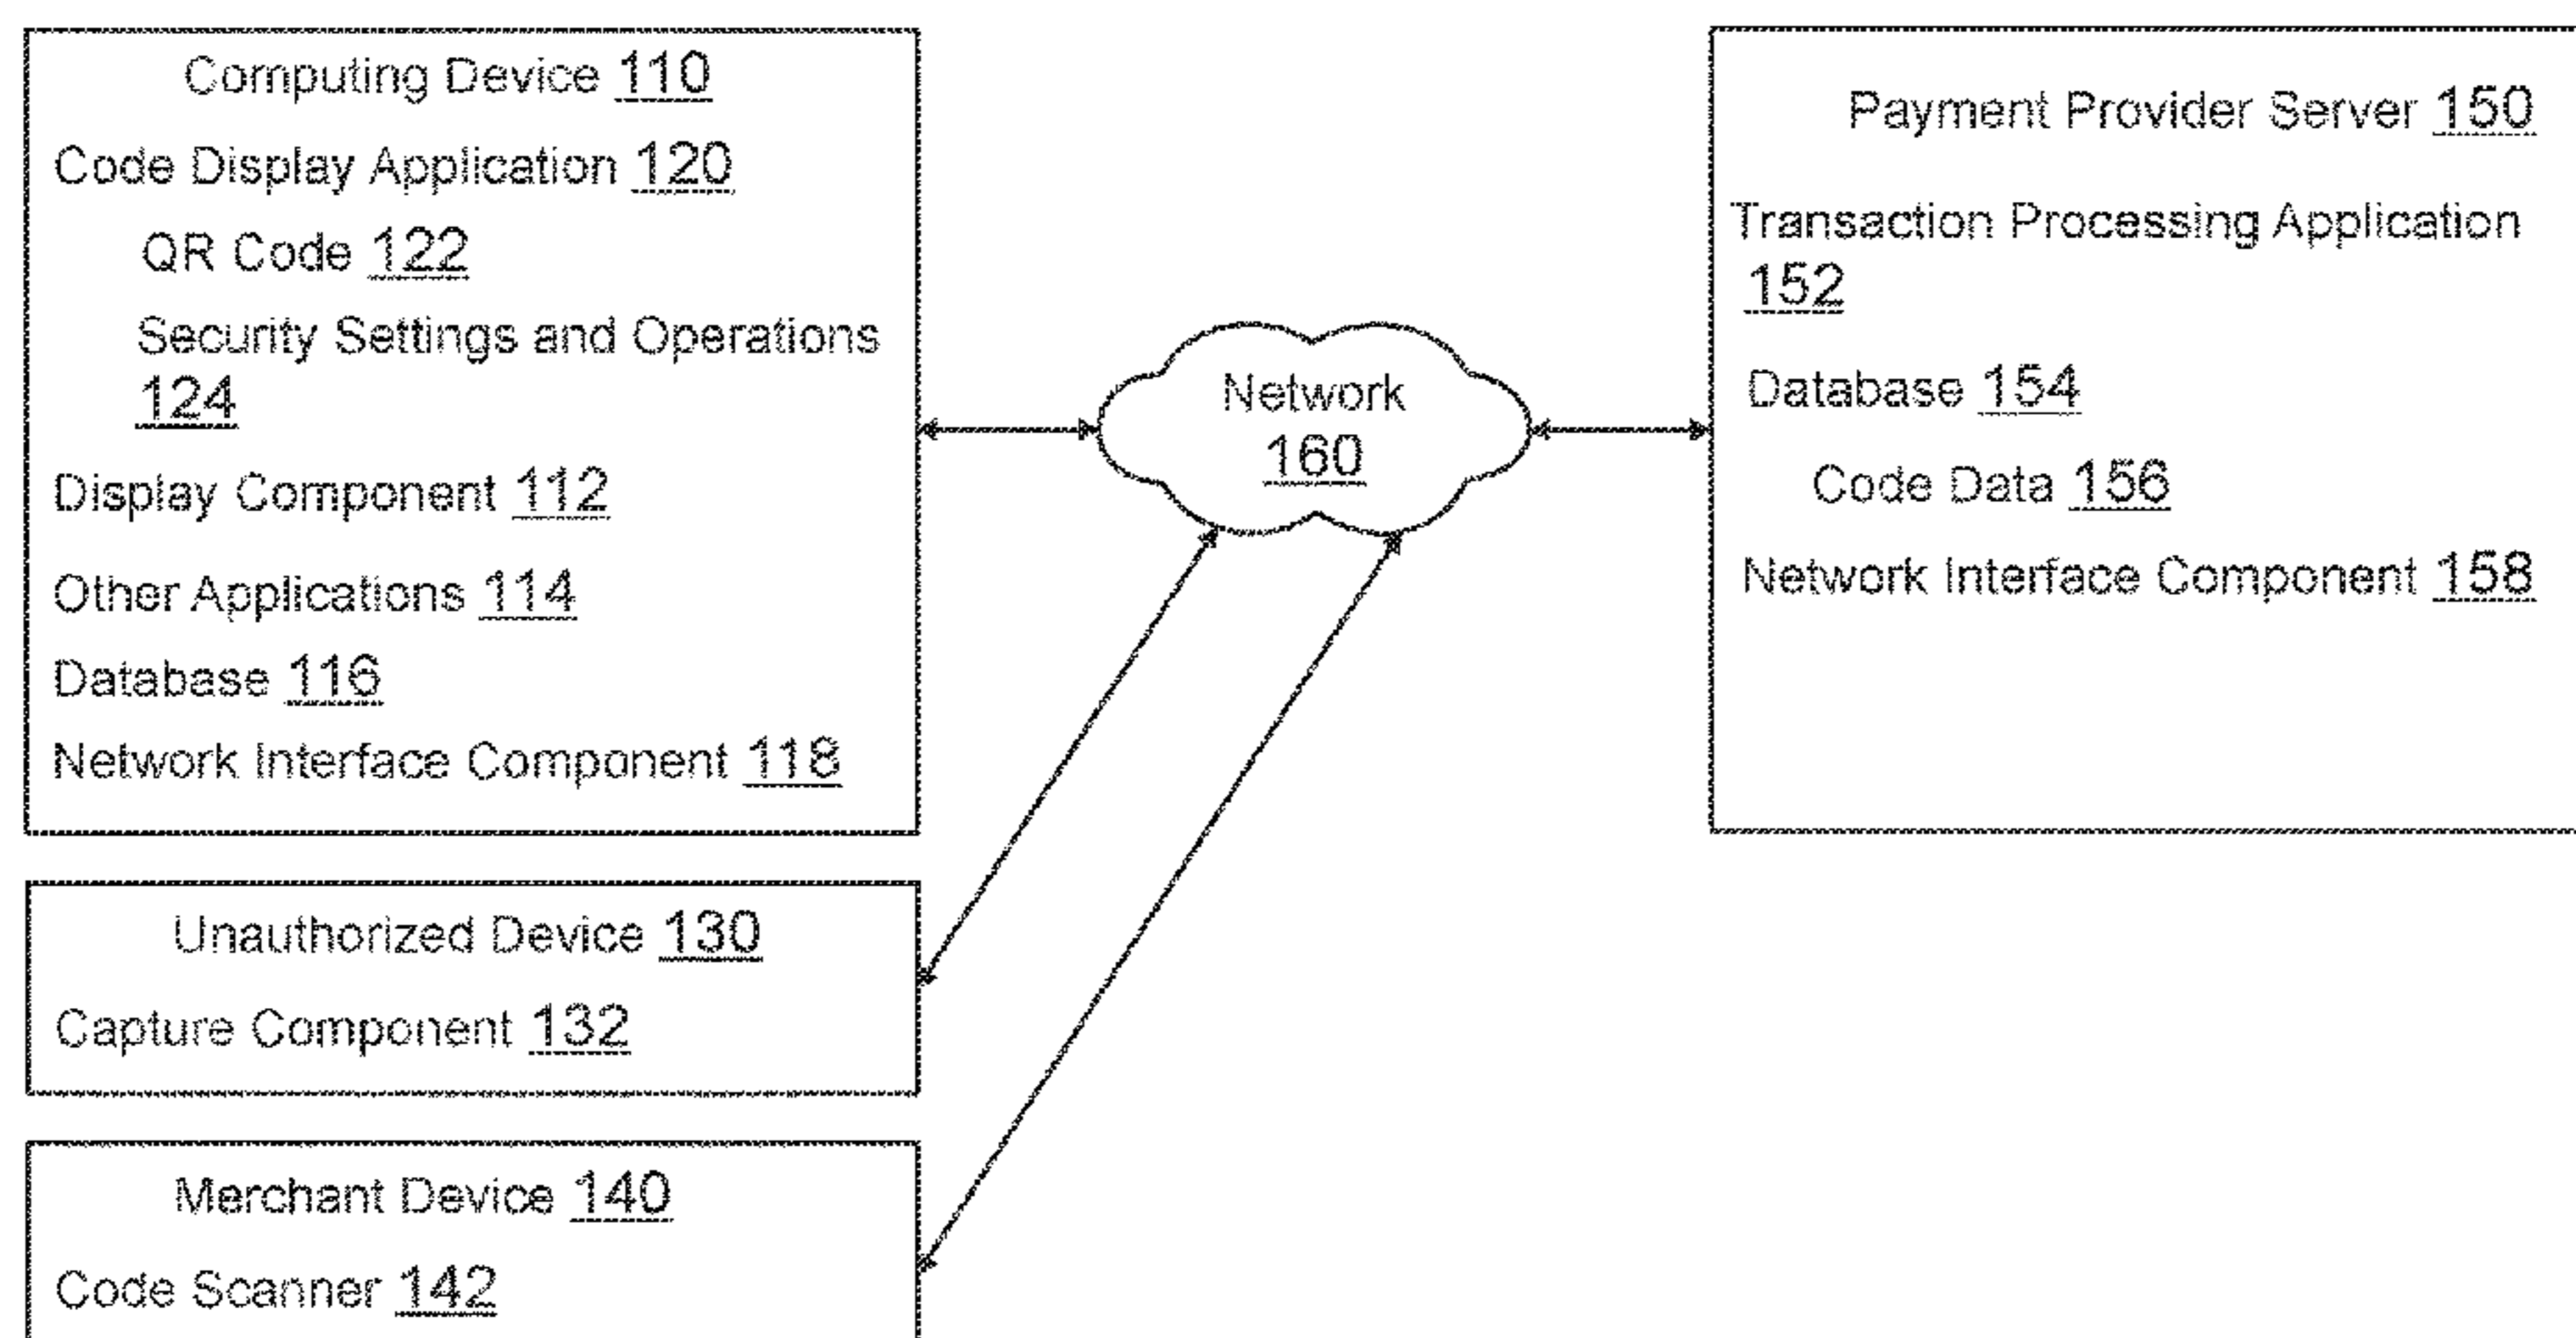 Computing Device 110
Code Display Application 120
QR Code 122
Security Settings and Operations
124
Display Component 112
Other Applications 114
Database 116
Network Interface Component 118
Unauthorized Device 130
Capture Component 132
Merchant Device 140
Code Scanner 142
Network
160
Payment Provider Server 150
Transaction Processing Application
152
Database 154
Code Data 156
Network Interface Component 158